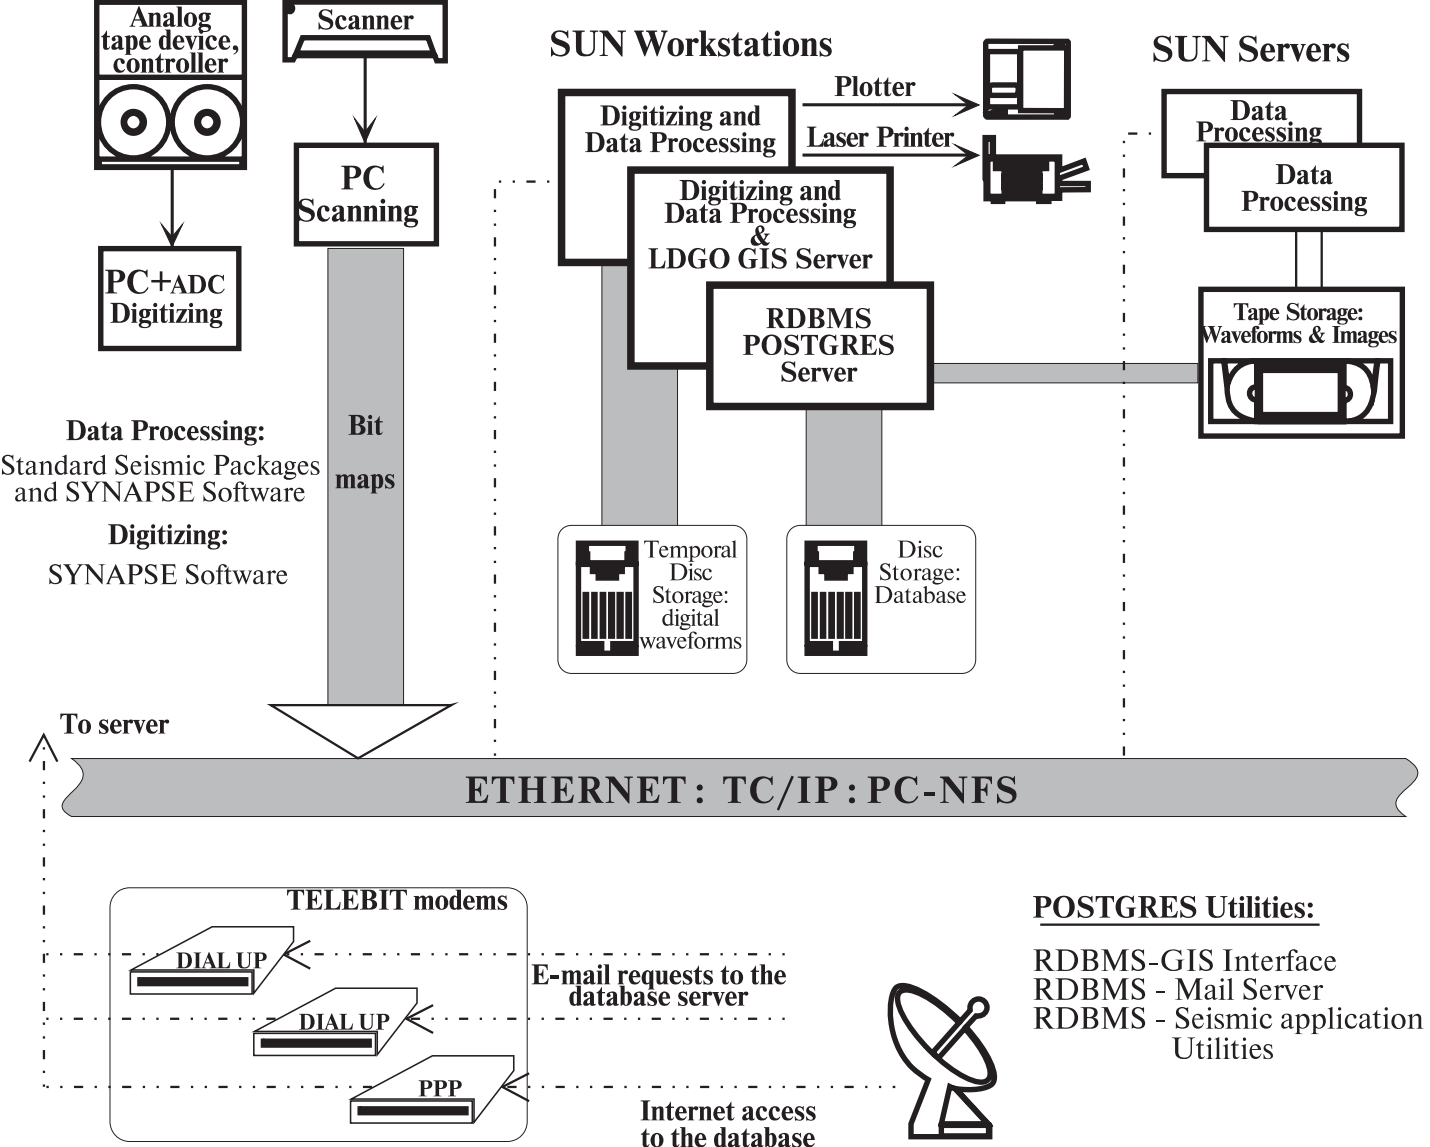 Analog
tape device,
controller
Scanner
SUN Workstations
SUN Servers
Plotter
Laser Printer
Digitizing and
Data Processing
Data
Processing
PC
Scanning
Digitizing and
Data Processing
&
LDGO GIS Server
Data
Processing
PC+ADC
Digitizing
RDBMS
POSTGRES
Server
Tape Storage:
Waveforms & Images
Bit
maps
Data Processing:
Standard Seismic Packages
and SYNAPSE Software
Digitizing:
SYNAPSE Software
Temporal
Disc
Storage:
digital
waveforms
Disc
Storage:
Database
To server
ETHERNET: TC/IP: PC-NFS
TELEBIT modems
DIAL UP
DIAL UP
PPP
E-mail requests to the
database server
Internet access
to the database
POSTGRES Utilities:
RDBMS-GIS Interface
RDBMS - Mail Server
RDBMS - Seismic application
Utilities